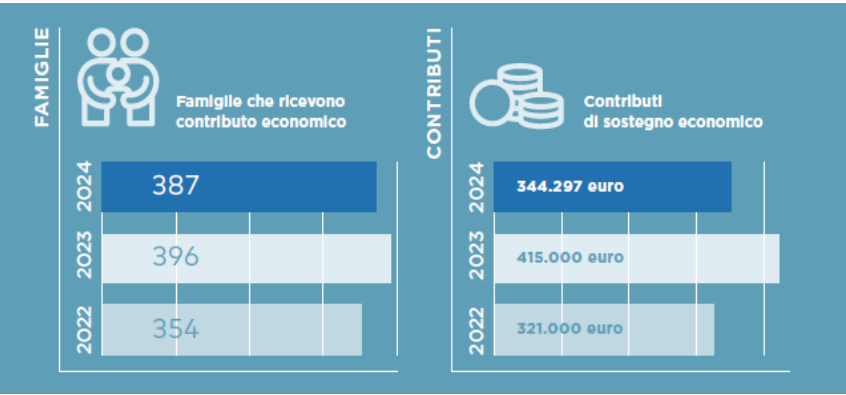 FAMIGLIE
Famiglie che ricevono
contributo economico
2024
387
2023
396
2022
354
CONTRIBUTI
Contributi
di sostegno economico
2024
344.297 euro
2023
415.000 euro
2022
321.000 euro